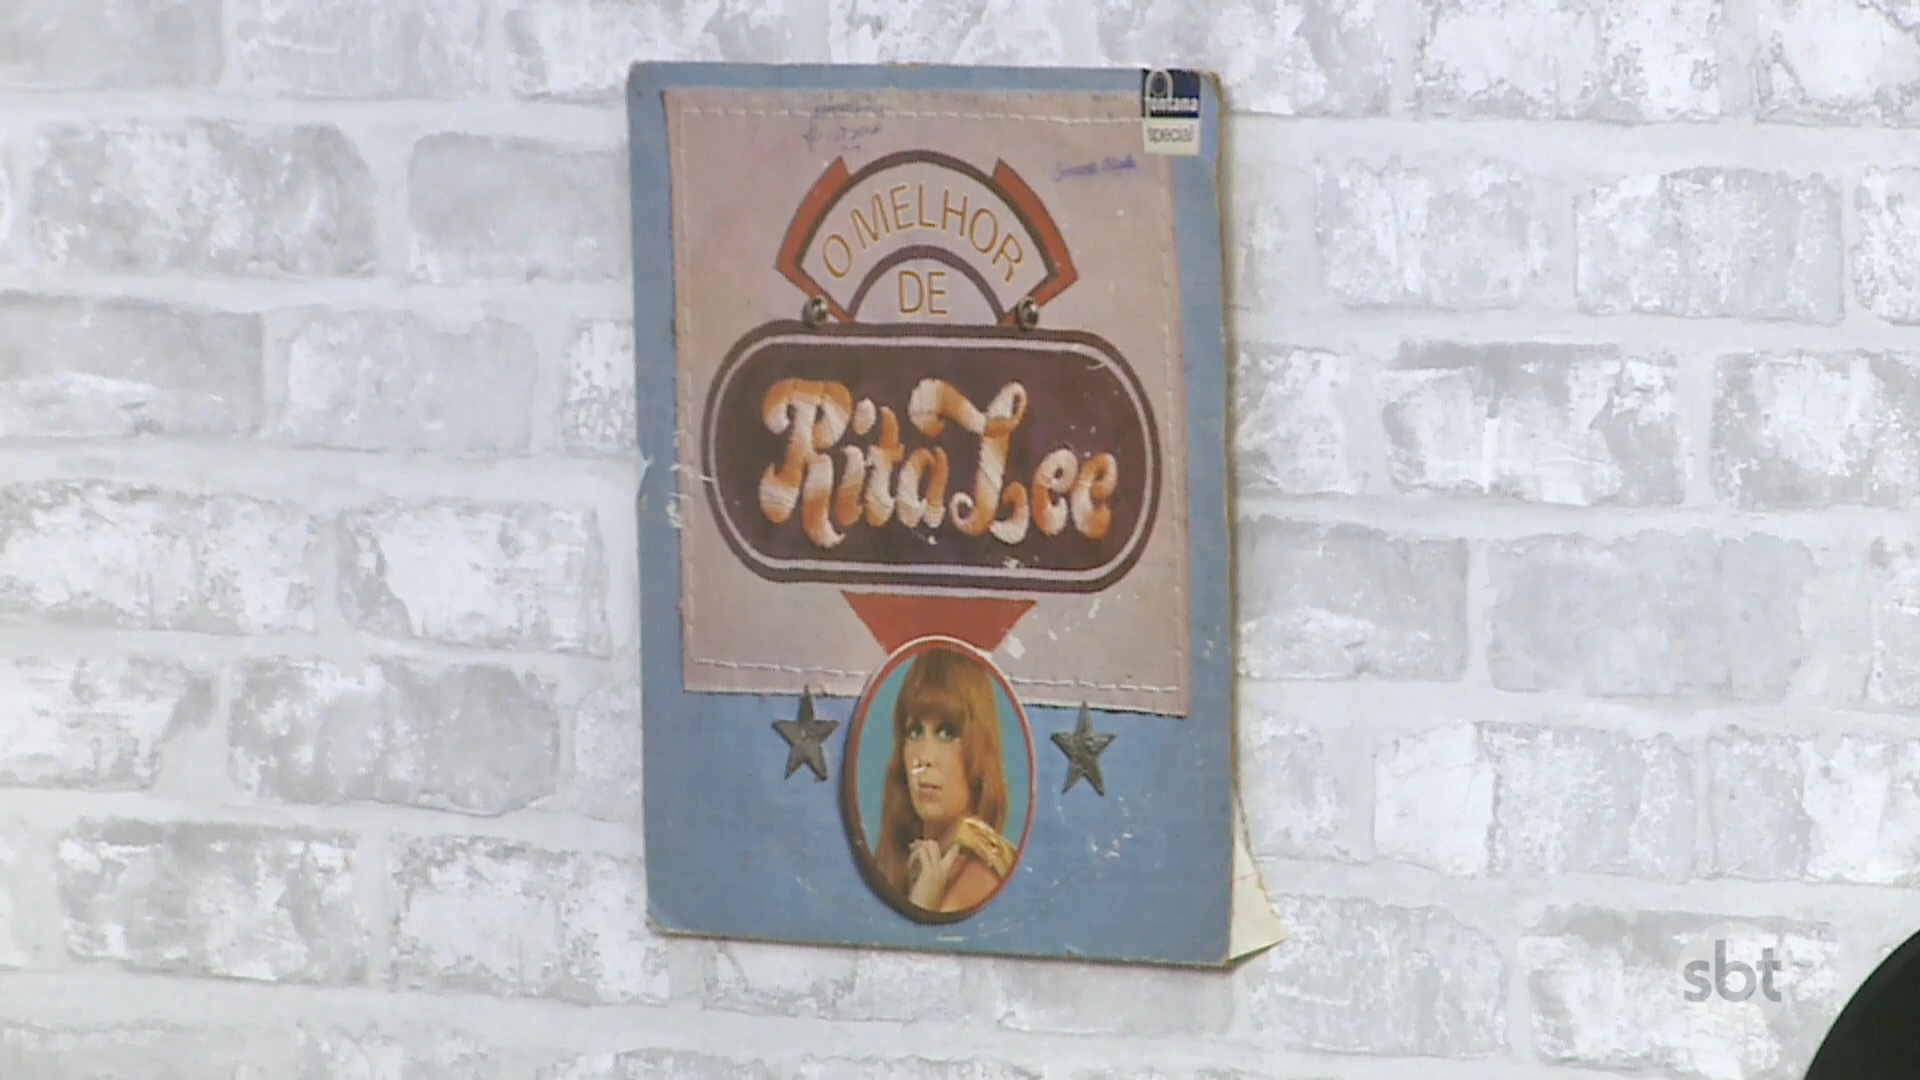 fontana
special
O MELHOR
DE
Rita Lee
sbt